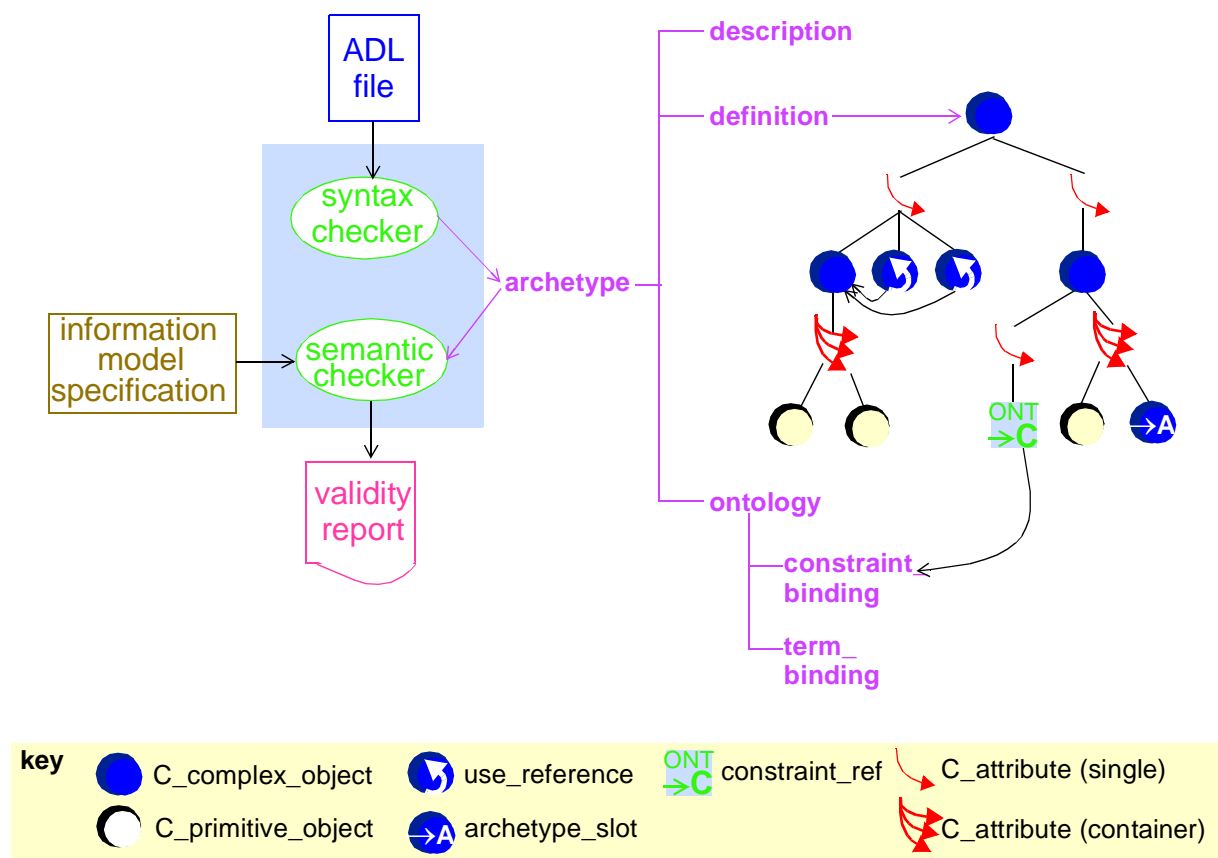 ADL
file
syntax
checker
information
model
specification
semantic
checker
validity
report
archetype
description
definition
ONT
→C
→A
ontology
constraint_
binding
term_
binding
key
C_complex_object
use_reference
ONT
→C
constraint_ref
C_attribute (single)
C_primitive_object
→A
archetype_slot
C_attribute (container)